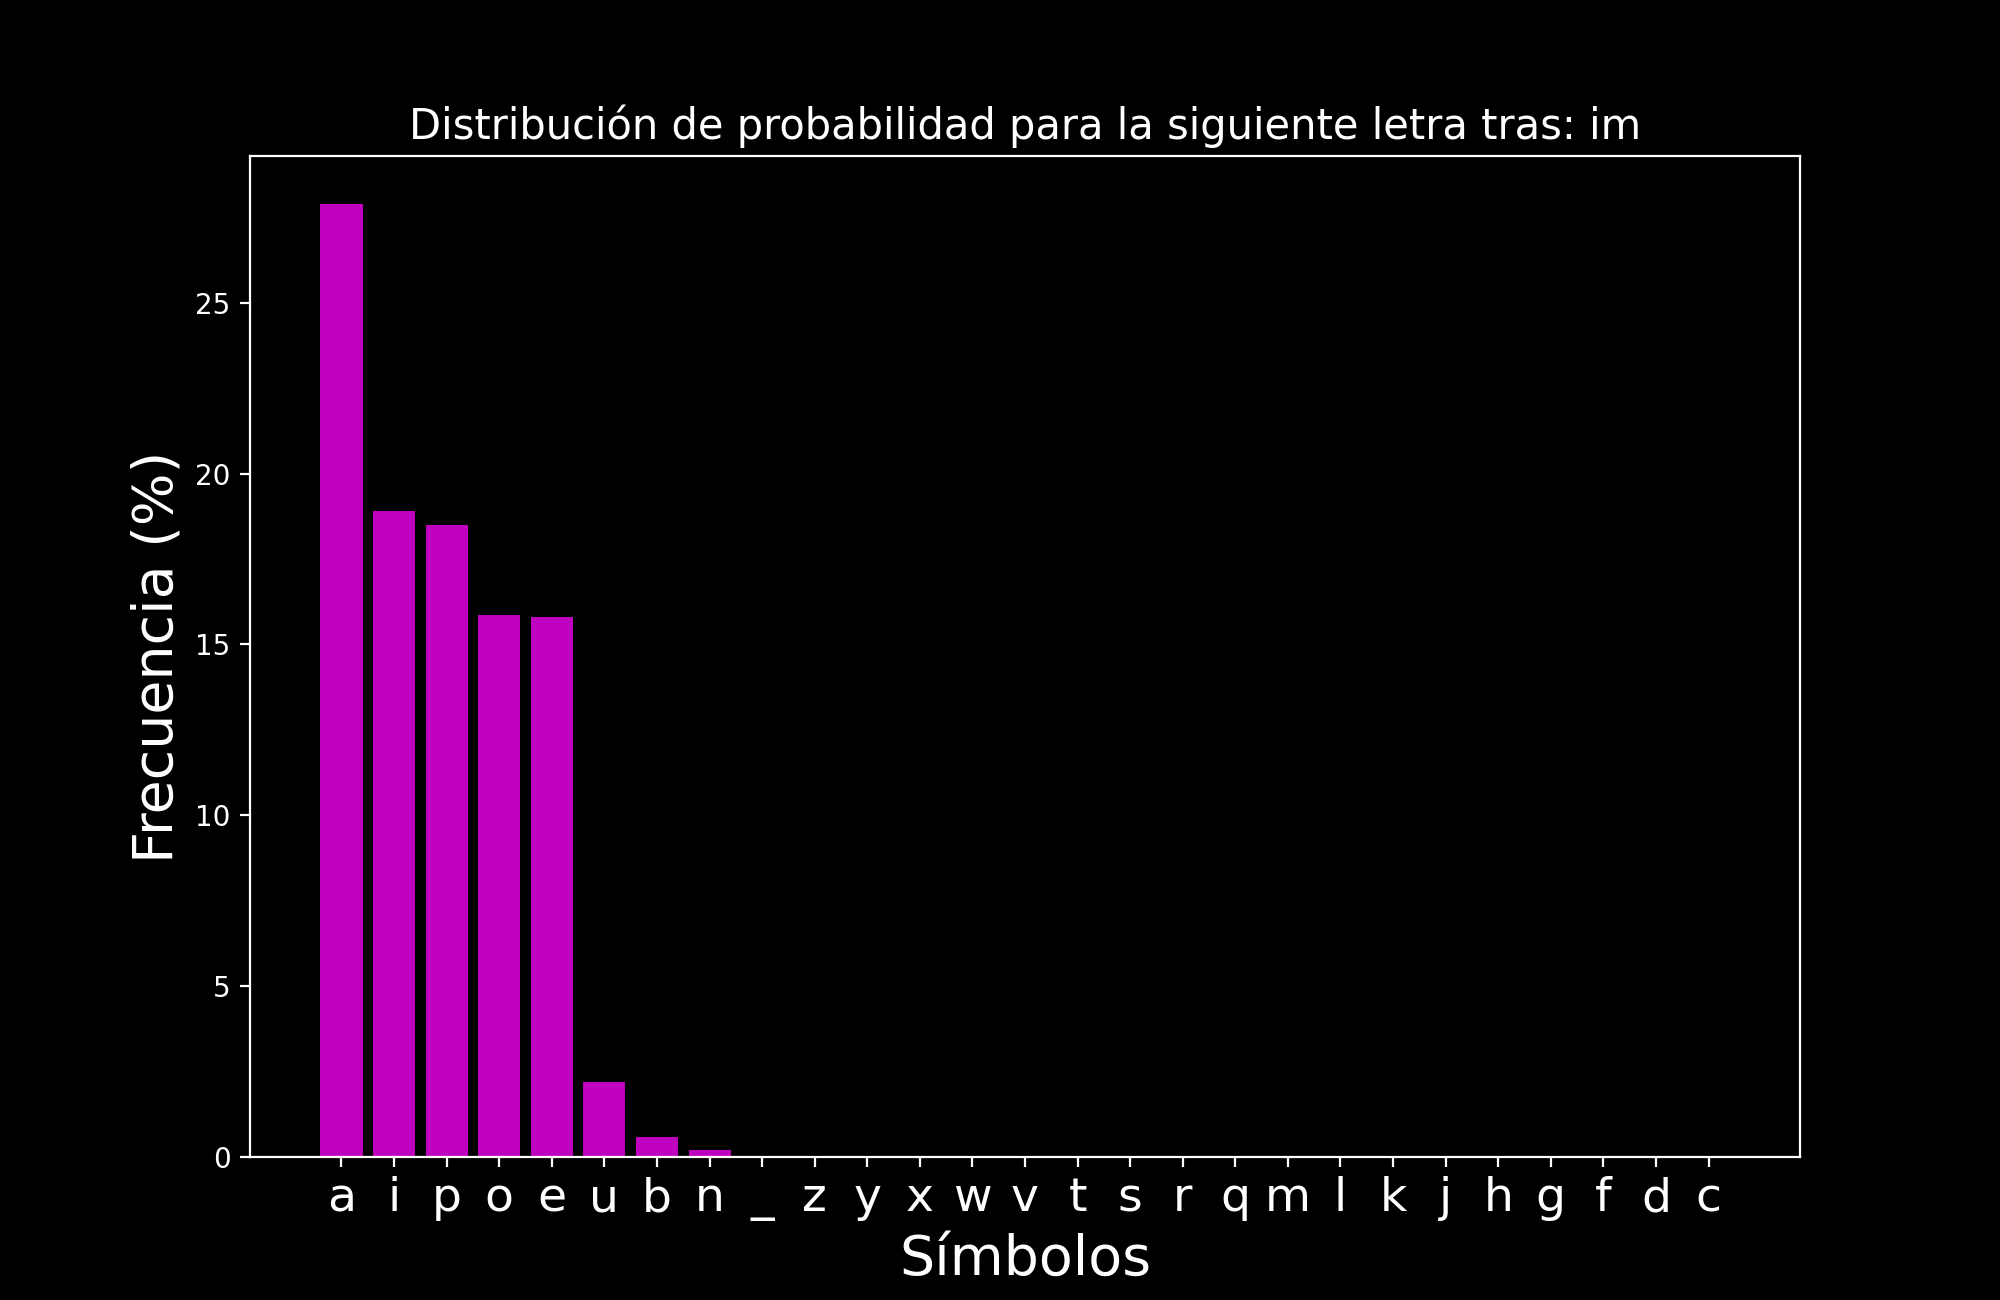 Distribución de probabilidad para la siguiente letra tras: im
Frecuencia (%)
25
20
15
10
5
0
a i p o e u b n _ z y x w v t s r q m l k j h g f d c
Símbolos